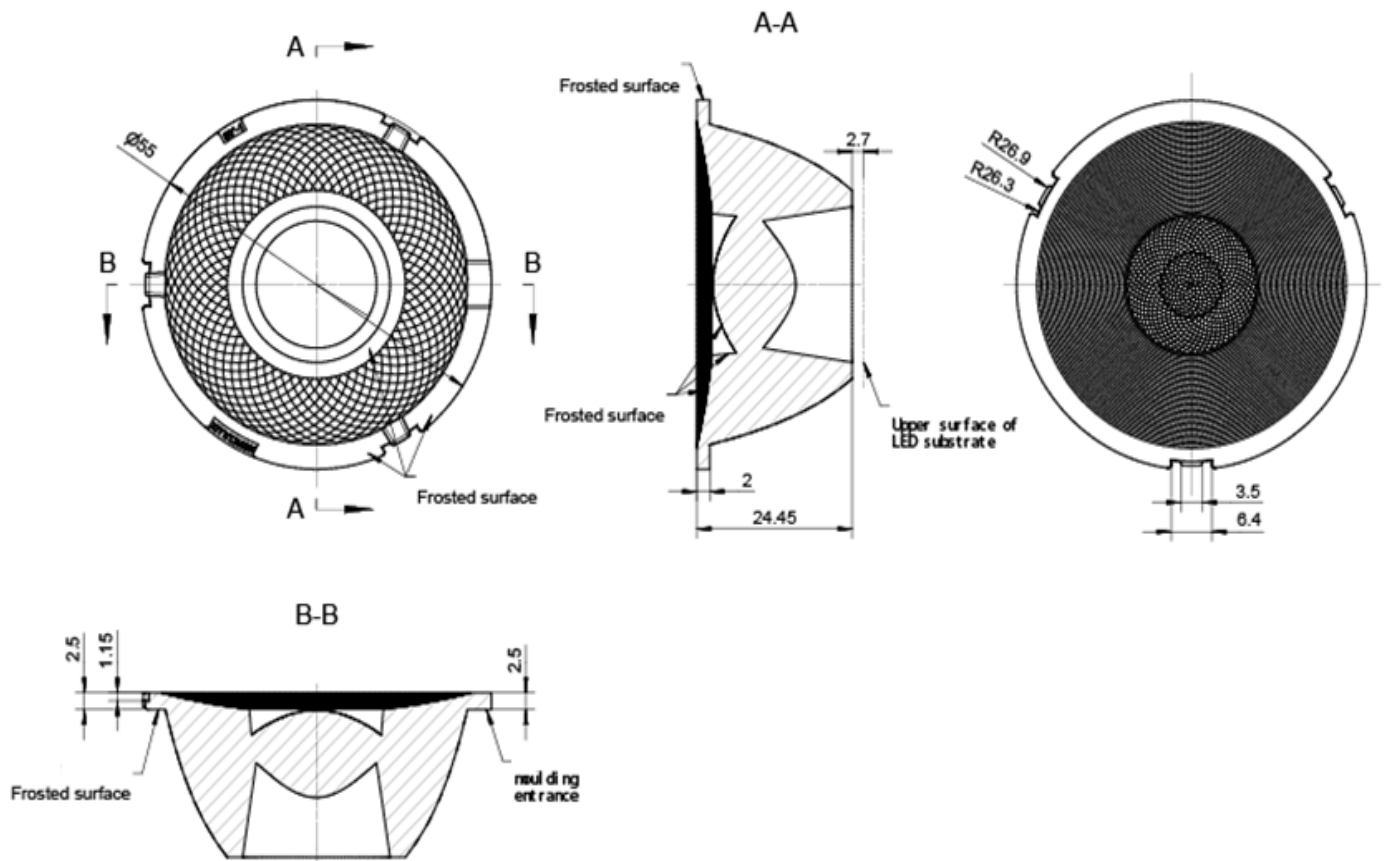 A-A
A
Frosted surface
Ø55
2.7
R26.9
R26.3
B
B
Frosted surface
Upper surface of
LED substrate
Frosted surface
A
2
24.45
3.5
6.4
B-B
2.5
1.15
2.5
Frosted surface
moulding
entrance